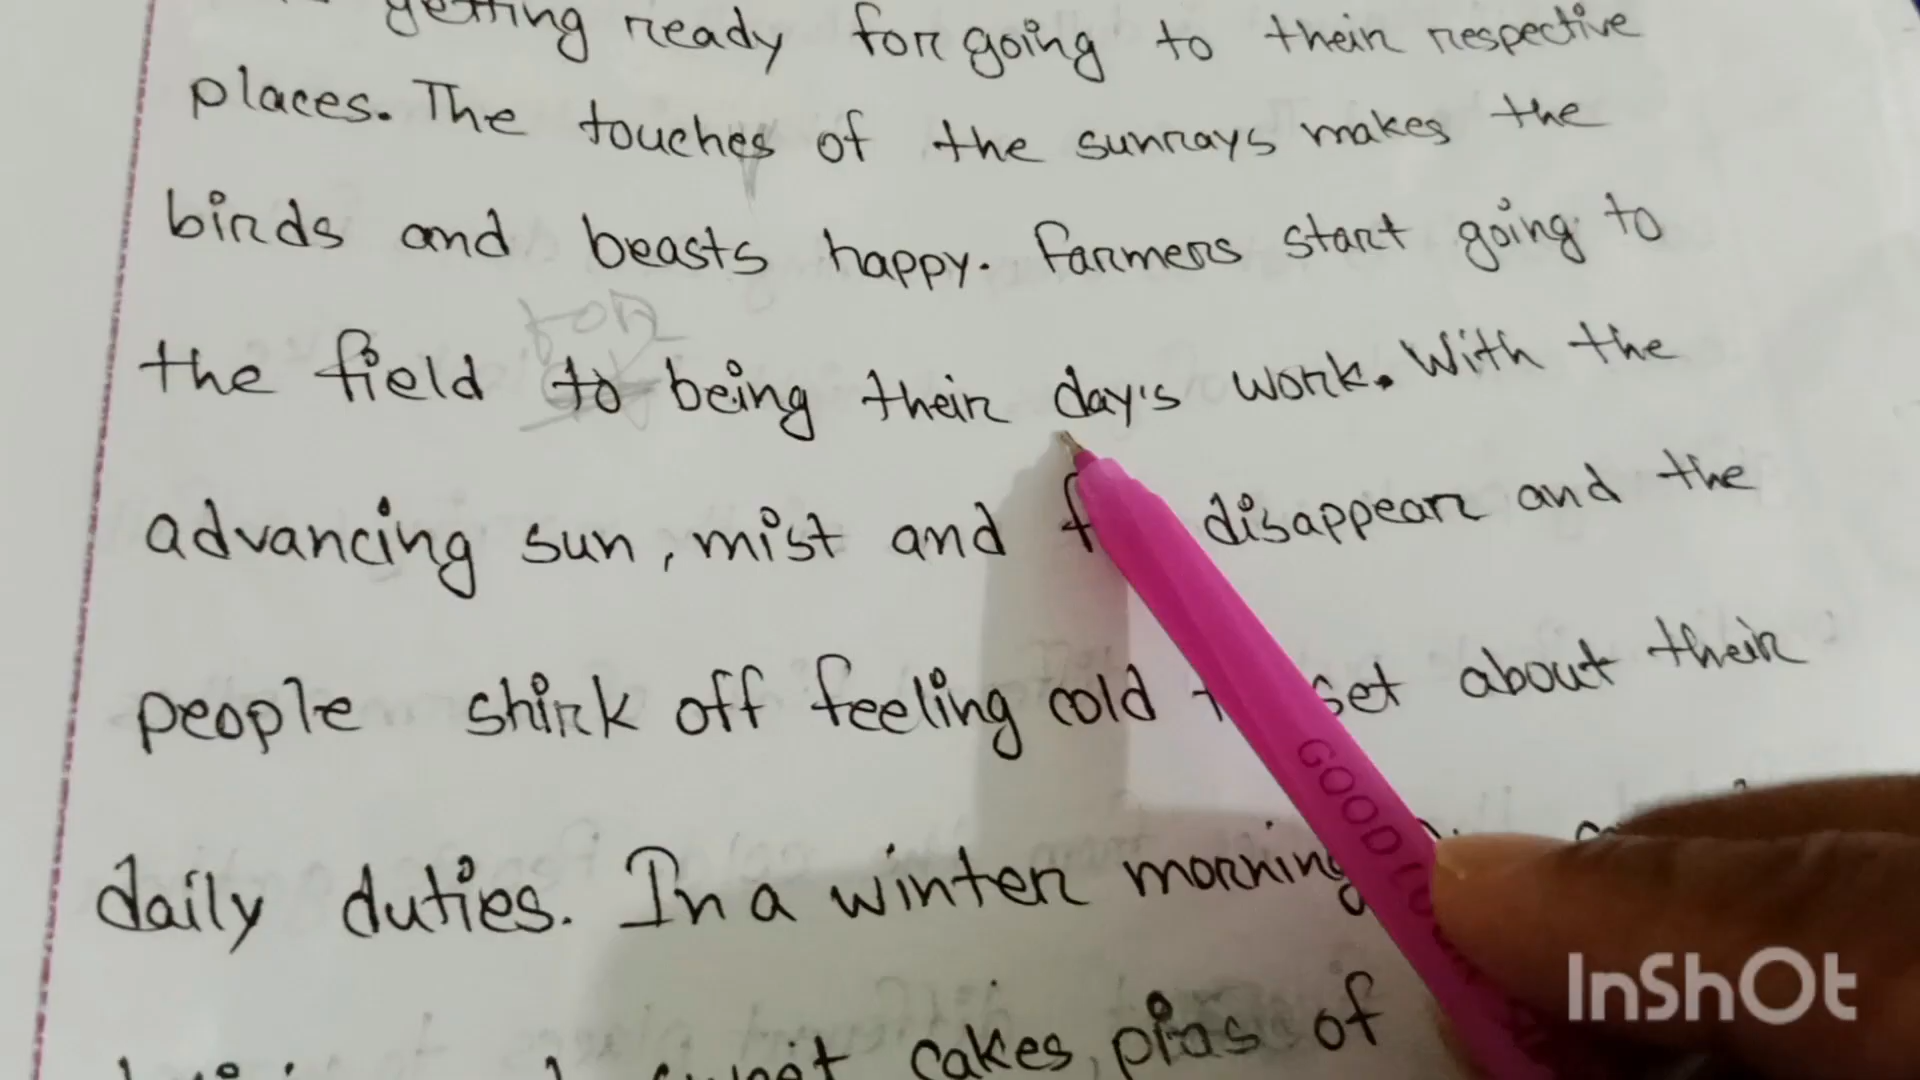 getting ready for going to their respective
places. The touches of the sunrays makes the
birds and beasts happy. Farmers start going to
for
the field to being their day's work. With the
advancing sun, mist and disappear and the
people shirk off feeling cold set about their
daily duties. In a winter morning
cakes, pias of
GOOD LU
InShOt